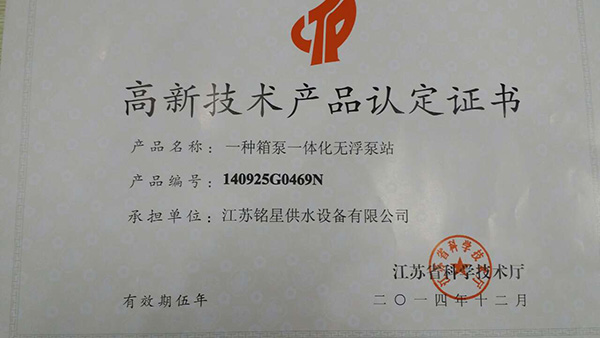 高新技术产品认定证书
产品名称：一种箱泵一体化无浮泵站
产品编号：140925G0469N
承担单位：江苏铭星供水设备有限公司
江苏省科学技术厅
有效期伍年
二〇一四年十二月